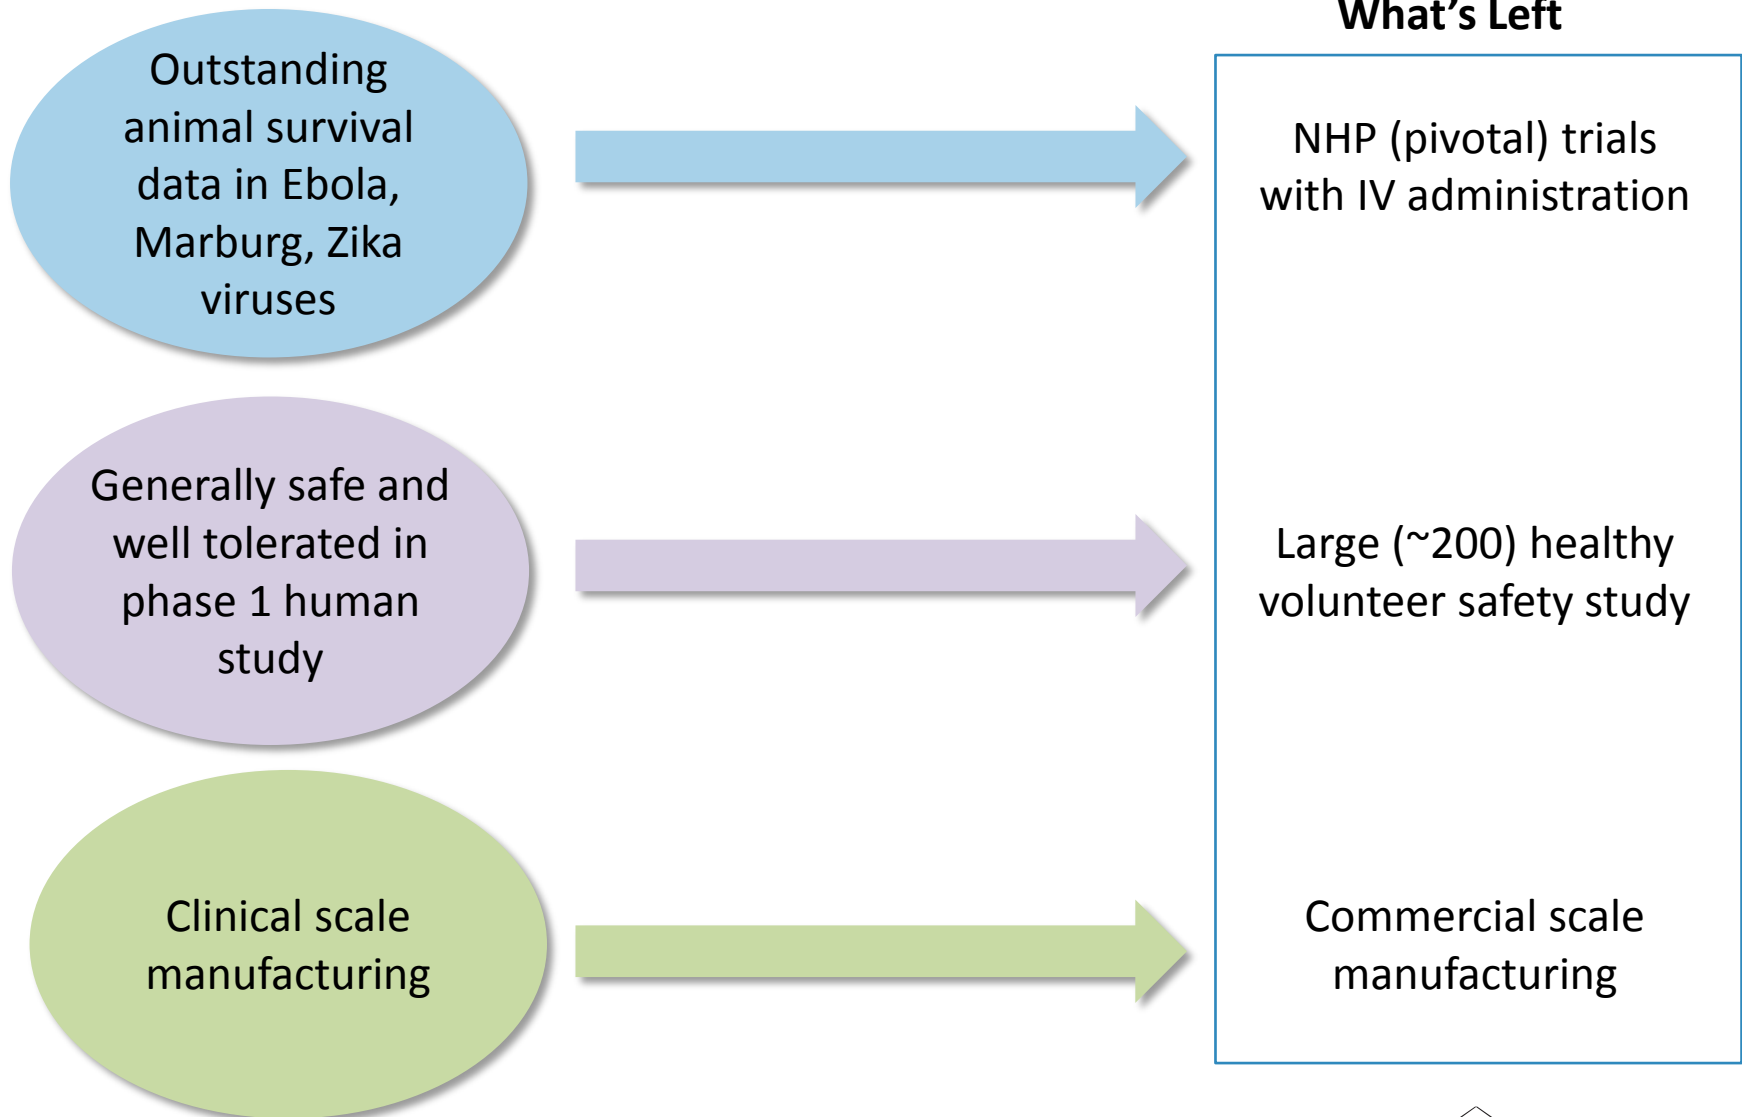 What's Left
Outstanding
animal survival
data in Ebola,
Marburg, Zika
viruses
NHP (pivotal) trials
with IV administration
Generally safe and
well tolerated in
phase 1 human
study
Large (~200) healthy
volunteer safety study
Clinical scale
manufacturing
Commercial scale
manufacturing